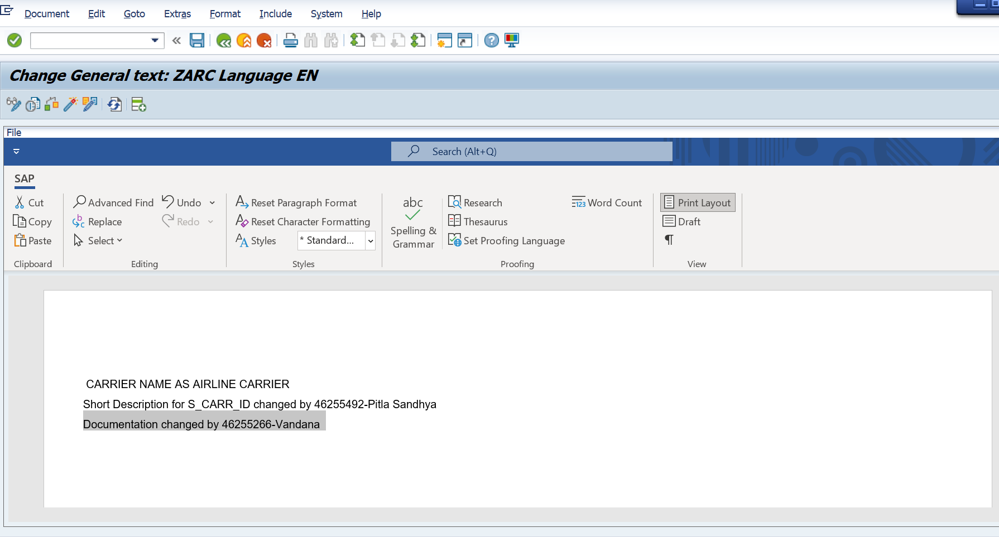 Document Edit Goto Extras Format Include System Help
Change General text: ZARC Language EN
File
Search (Alt+Q)
SAP
Cut
Copy
Paste
Clipboard
Advanced Find
Replace
Select
Undo
Redo
Editing
Reset Paragraph Format
Reset Character Formatting
Styles
* Standard...
Styles
abc
Spelling &
Grammar
Research
Thesaurus
Set Proofing Language
123 Word Count
Proofing
Print Layout
Draft
¶
View
CARRIER NAME AS AIRLINE CARRIER
Short Description for S_CARR_ID changed by 46255492-Pitla Sandhya
Documentation changed by 46255266-Vandana